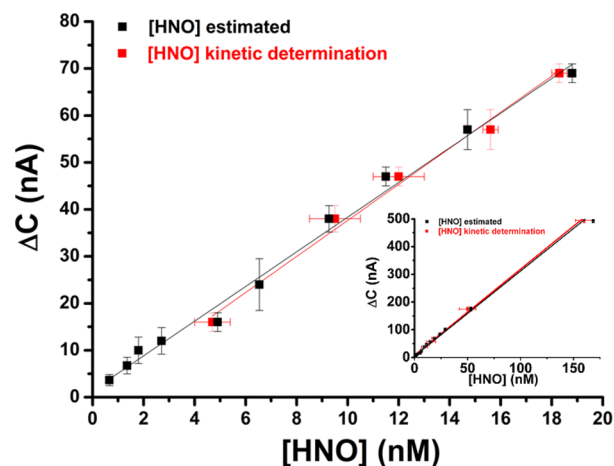 [HNO] estimated
[HNO] kinetic determination
80
70
60
50
40
30
20
10
0
ΔC (nA)
0 2 4 6 8 10 12 14 16 18 20
[HNO] (nM)
[HNO] estimated
[HNO] kinetic determination
500
400
300
200
100
0
ΔC (nA)
0 50 100 150
[HNO] (nM)